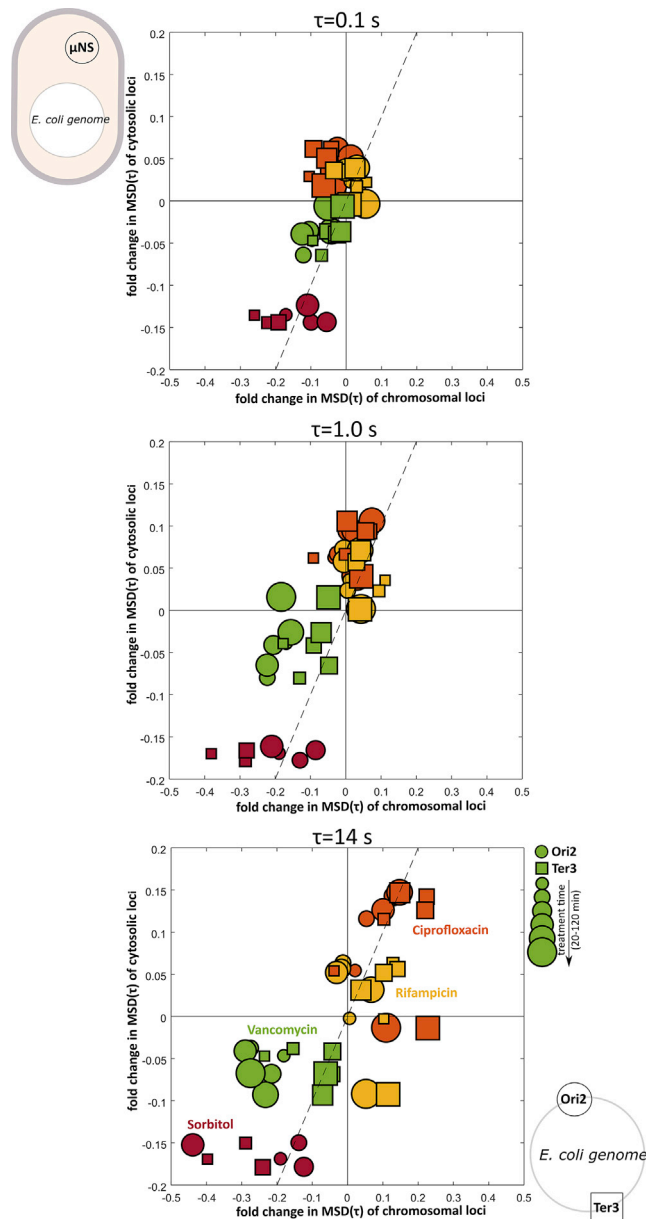 τ=0.1 s
μNS
E. coli genome
fold change in MSD(τ) of cytosolic loci
0.2
0.15
0.1
0.05
0
-0.05
-0.1
-0.15
-0.2
-0.5 -0.4 -0.3 -0.2 -0.1 0 0.1 0.2 0.3 0.4 0.5
fold change in MSD(τ) of chromosomal loci
τ=1.0 s
fold change in MSD(τ) of cytosolic loci
0.2
0.15
0.1
0.05
0
-0.05
-0.1
-0.15
-0.2
-0.5 -0.4 -0.3 -0.2 -0.1 0 0.1 0.2 0.3 0.4 0.5
fold change in MSD(τ) of chromosomal loci
τ=14 s
fold change in MSD(τ) of cytosolic loci
0.2
0.15
0.1
0.05
0
-0.05
-0.1
-0.15
-0.2
Ciprofloxacin
Rifampicin
Vancomycin
Sorbitol
-0.5 -0.4 -0.3 -0.2 -0.1 0 0.1 0.2 0.3 0.4 0.5
fold change in MSD(τ) of chromosomal loci
Ori2
Ter3
treatment time
(20-120 min)
Ori2
E. coli genome
Ter3